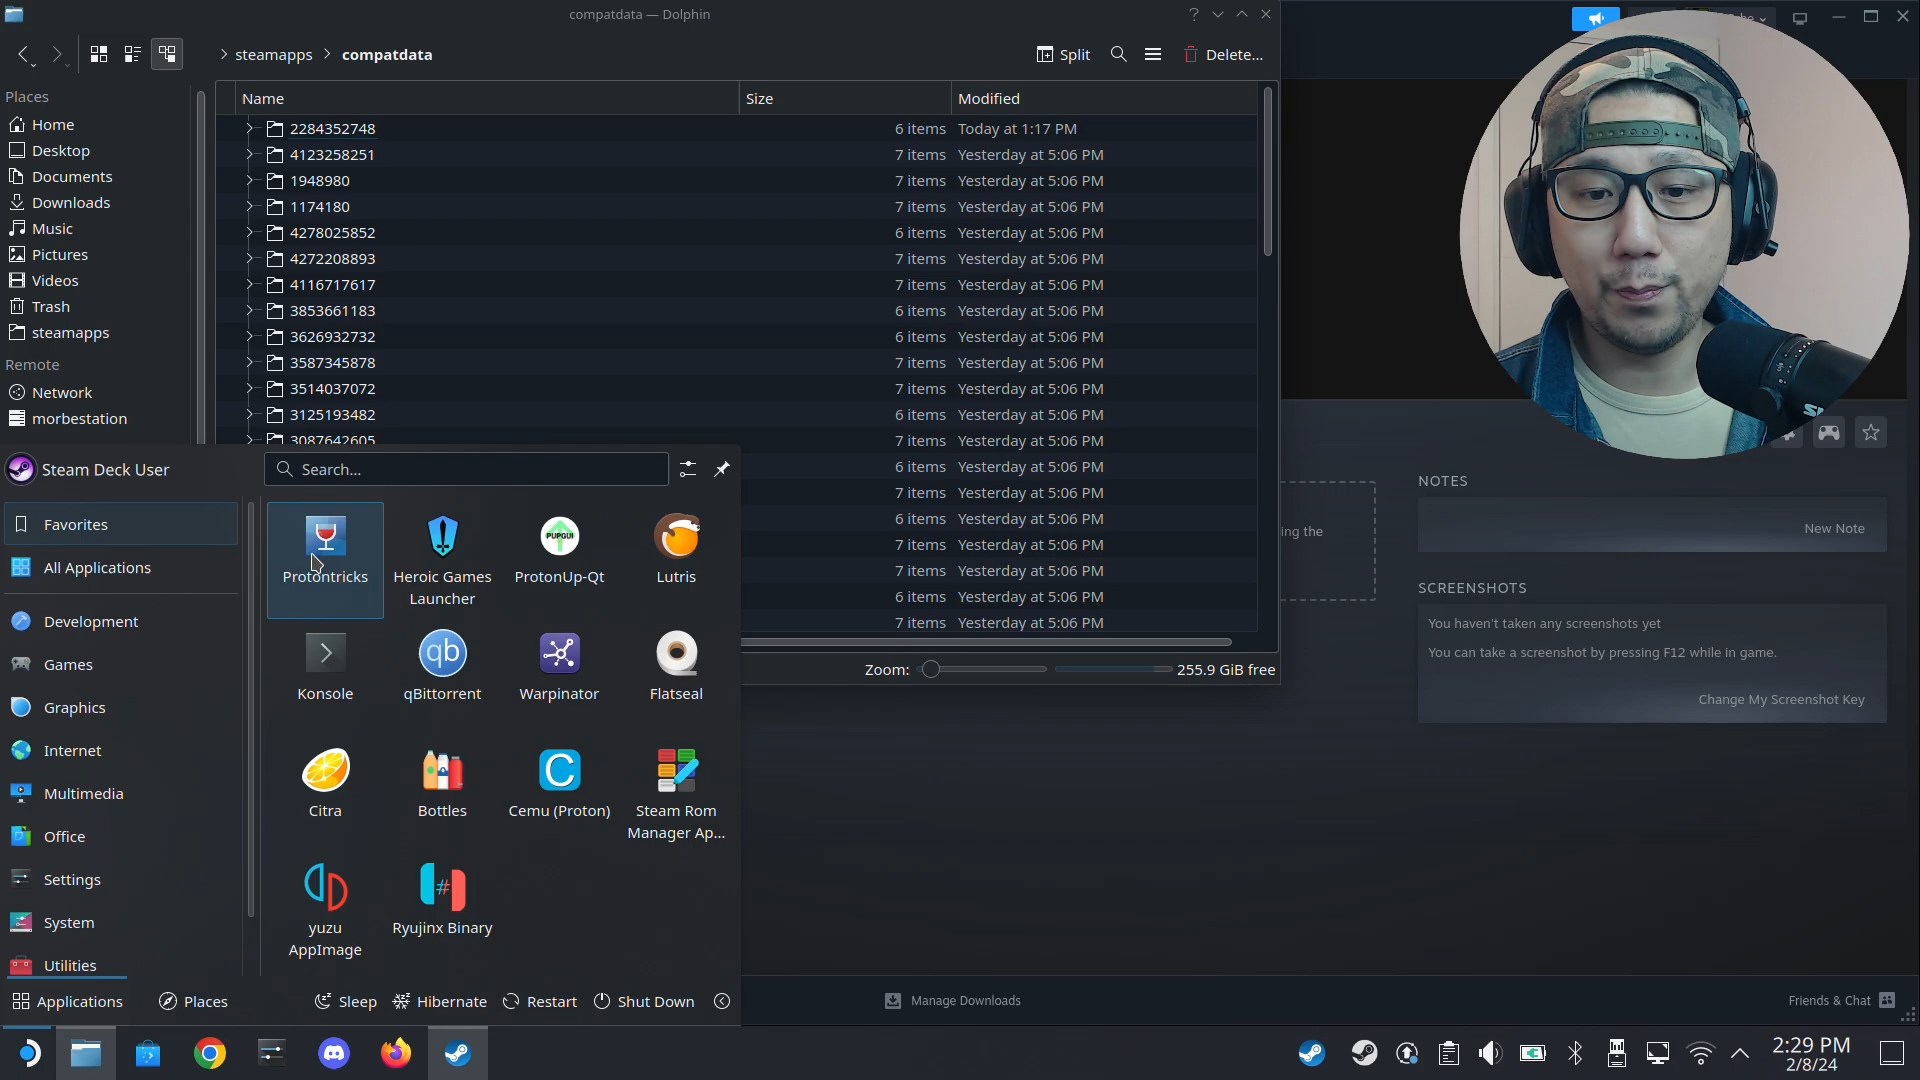 compatdata — Dolphin
steamapps
compatdata
Split
Delete...
Places
Home
Desktop
Documents
Downloads
Music
Pictures
Videos
Trash
steamapps
Remote
Network
morbestation
Name
Size
Modified
2284352748 6 items Today at 1:17 PM
4123258251 7 items Yesterday at 5:06 PM
1948980 7 items Yesterday at 5:06 PM
1174180 7 items Yesterday at 5:06 PM
4278025852 6 items Yesterday at 5:06 PM
4272208893 7 items Yesterday at 5:06 PM
4116717617 7 items Yesterday at 5:06 PM
3853661183 6 items Yesterday at 5:06 PM
3626932732 6 items Yesterday at 5:06 PM
3587345878 7 items Yesterday at 5:06 PM
3514037072 7 items Yesterday at 5:06 PM
3125193482 6 items Yesterday at 5:06 PM
3087642605 7 items Yesterday at 5:06 PM
6 items Yesterday at 5:06 PM
7 items Yesterday at 5:06 PM
6 items Yesterday at 5:06 PM
7 items Yesterday at 5:06 PM
7 items Yesterday at 5:06 PM
6 items Yesterday at 5:06 PM
7 items Yesterday at 5:06 PM
Zoom:
255.9 GiB free
Steam Deck User
Search...
Favorites
All Applications
Development
Games
Graphics
Internet
Multimedia
Office
Settings
System
Utilities
Protontricks
Heroic Games
Launcher
PUPGUI
ProtonUp-Qt
Lutris
Konsole
qb
qBittorrent
Warpinator
Flatseal
Citra
Bottles
C
Cemu (Proton)
Steam Rom
Manager Ap...
yuzu
AppImage
Ryujinx Binary
Applications
Places
Sleep
Hibernate
Restart
Shut Down
ing the
NOTES
New Note
SCREENSHOTS
You haven't taken any screenshots yet
You can take a screenshot by pressing F12 while in game.
Change My Screenshot Key
Manage Downloads
Friends & Chat
2:29 PM
2/8/24